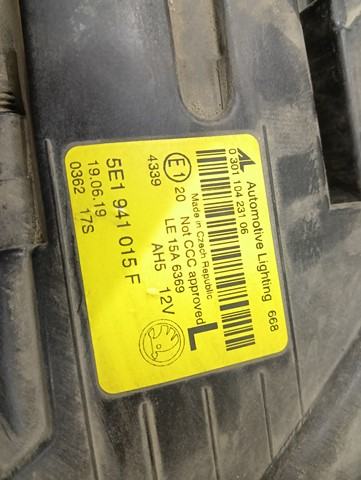 AL Automotive Lighting 668
0 301 104 231 06
L
Made in Czech Republic
E1 20 Not CCC approved
LE 15A 6369
4339 AH5 12V
5E1 941 015 F
19.06.19
0362 17S